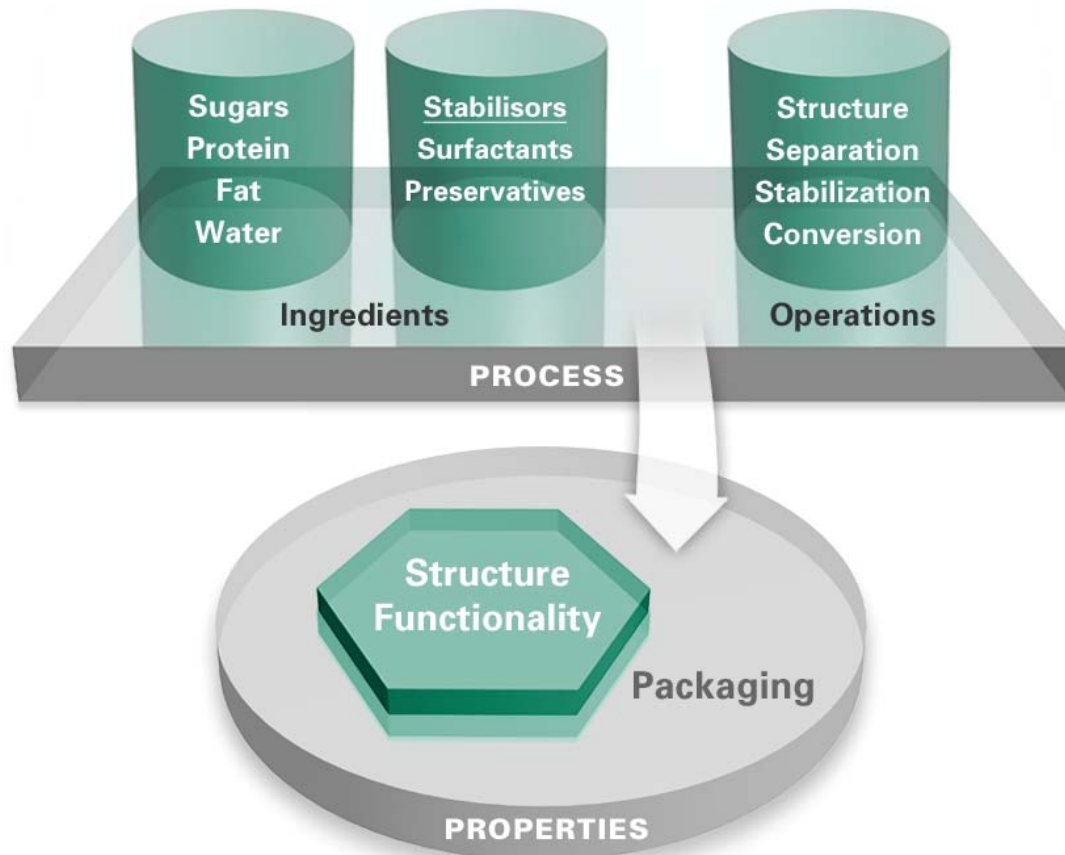 Sugars
Protein
Fat
Water
Stabilisors
Surfactants
Preservatives
Structure
Separation
Stabilization
Conversion
Ingredients
Operations
PROCESS
Structure
Functionality
Packaging
PROPERTIES